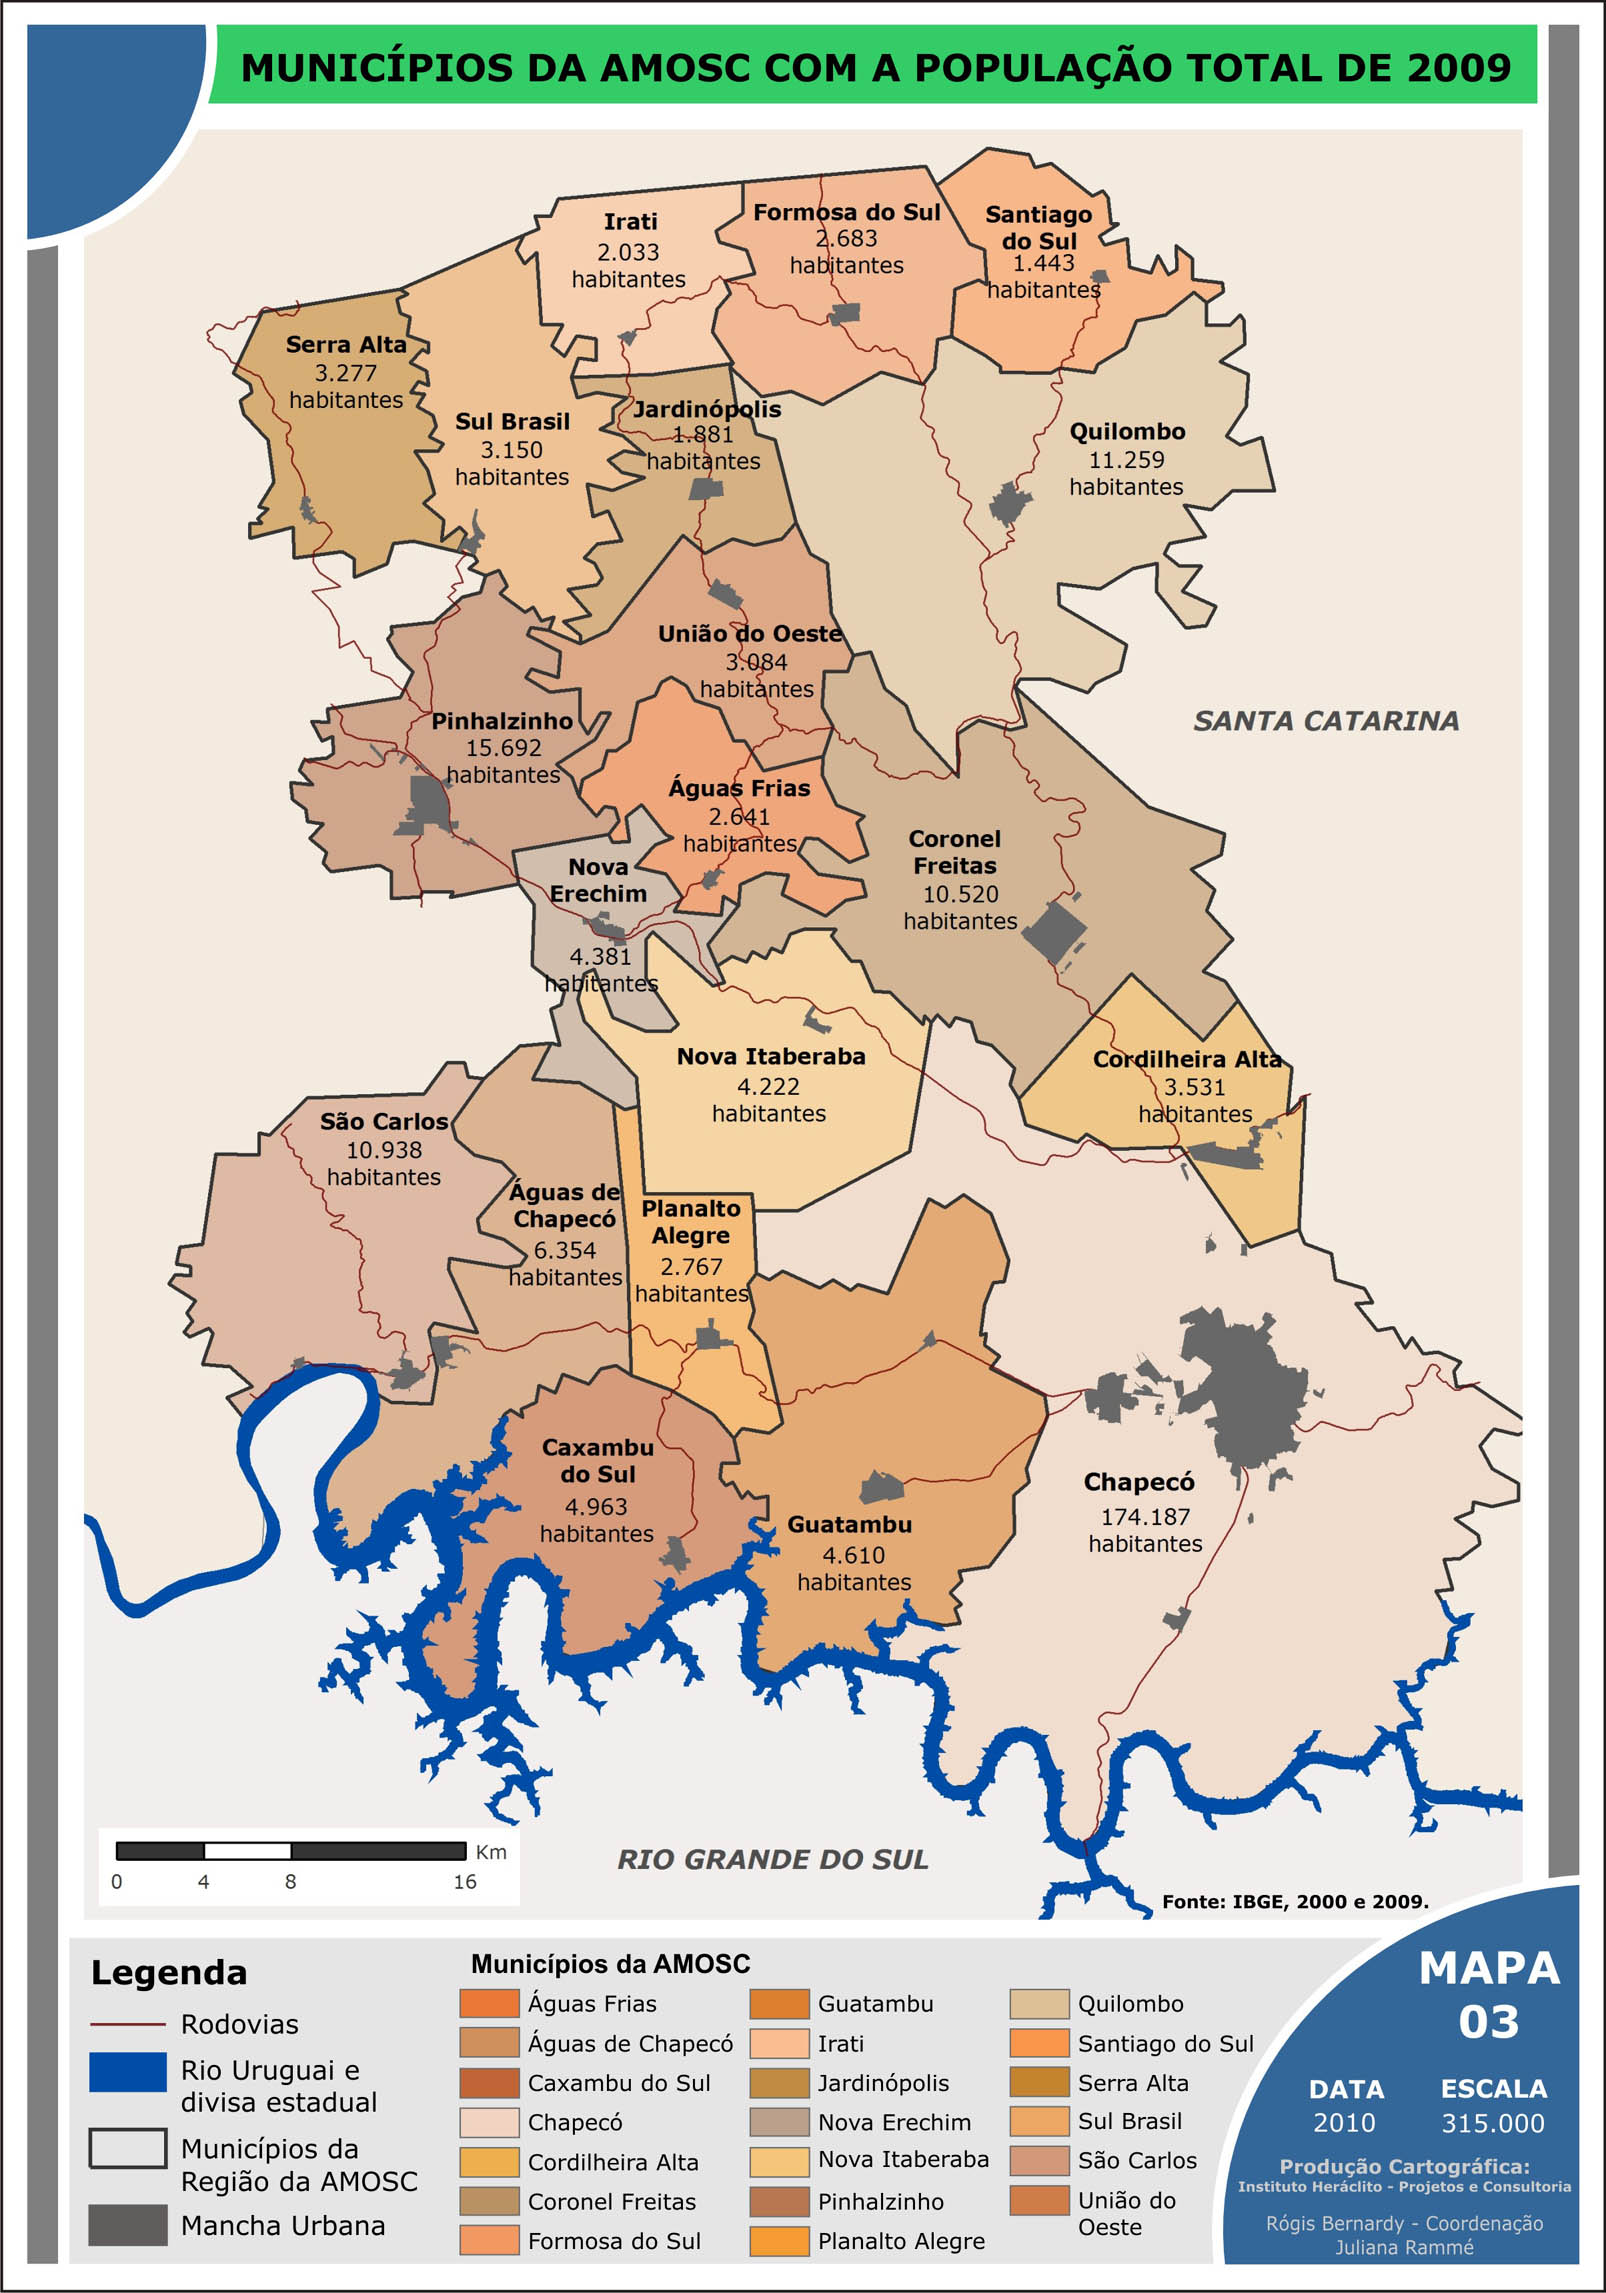 MUNICÍPIOS DA AMOSC COM A POPULAÇÃO TOTAL DE 2009
Irati
2.033
habitantes
Formosa do Sul
2.683
habitantes
Santiago
do Sul
1.443
habitantes
Serra Alta
3.277
habitantes
Sul Brasil
3.150
habitantes
Jardinópolis
1.881
habitantes
Quilombo
11.259
habitantes
União do Oeste
3.084
habitantes
SANTA CATARINA
Pinhalzinho
15.692
habitantes
Águas Frias
2.641
habitantes
Coronel
Freitas
10.520
habitantes
Nova
Erechim
4.381
habitantes
Nova Itaberaba
4.222
habitantes
Cordilheira Alta
3.531
habitantes
São Carlos
10.938
habitantes
Águas de
Chapecó
6.354
habitantes
Planalto
Alegre
2.767
habitantes
Caxambu
do Sul
4.963
habitantes
Guatambu
4.610
habitantes
Chapecó
174.187
habitantes
Km
0 4 8 16
RIO GRANDE DO SUL
Fonte: IBGE, 2000 e 2009.
Legenda
Rodovias
Rio Uruguai e
divisa estadual
Municípios da
Região da AMOSC
Mancha Urbana
Municípios da AMOSC
Águas Frias
Águas de Chapecó
Caxambu do Sul
Chapecó
Cordilheira Alta
Coronel Freitas
Formosa do Sul
Guatambu
Irati
Jardinópolis
Nova Erechim
Nova Itaberaba
Pinhalzinho
Planalto Alegre
Quilombo
Santiago do Sul
Serra Alta
Sul Brasil
São Carlos
União do
Oeste
MAPA
03
DATA ESCALA
2010 315.000
Produção Cartográfica:
Instituto Heráclito - Projetos e Consultoria
Rógis Bernardy - Coordenação
Juliana Rammé